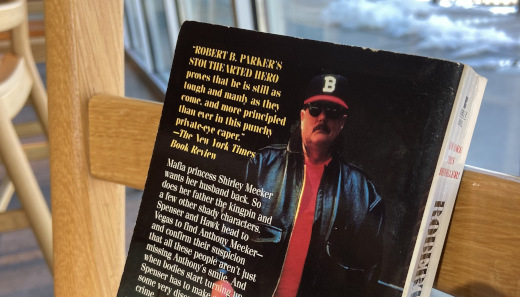 "ROBERT B. PARKER'S
STOUTHEARTED HERO
proves that he is still as
tough and manly as they
come, and more principled
than ever in this punchy
private-eye caper."
—The New York Times
Book Review
Mafia princess Shirley Meeker
wants her husband back. So
does her father the kingpin and
a few other shady characters.
Spenser and Hawk head to
Vegas to find Anthony Meeker—
and confirm their suspicion
that all these people aren't just
missing Anthony's smile. And
when bodies start turning up,
Spenser has to make
some very
crime
B
ROBERT